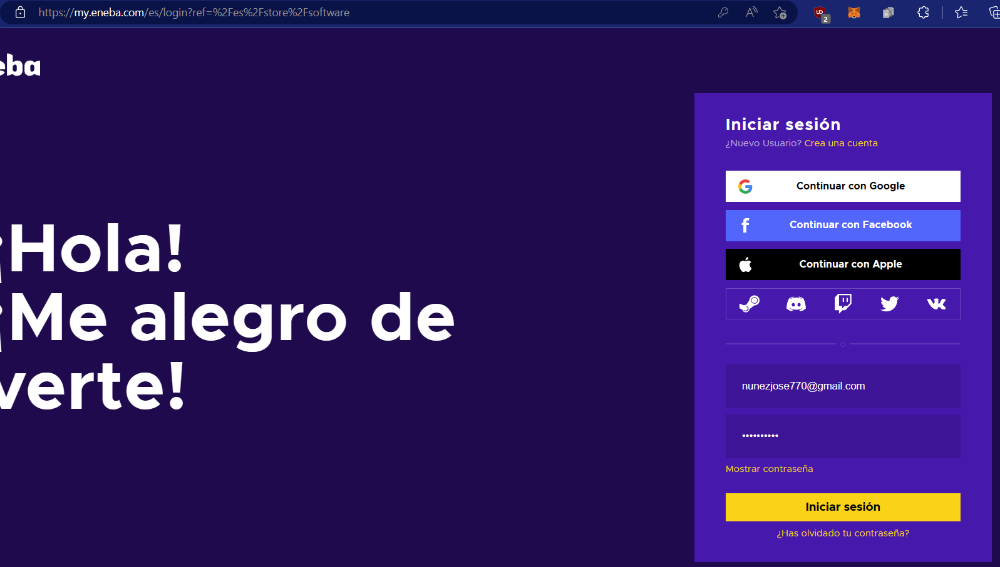 https://my.eneba.com/es/login?ref=%2Fes%2Fstore%2Fsoftware
2
eba
Iniciar sesión
¿Nuevo Usuario? Crea una cuenta
Continuar con Google
Continuar con Facebook
Continuar con Apple
¡Hola!
¡Me alegro de
verte!
o
nunezjose770@gmail.com
••••••••••
Mostrar contraseña
Iniciar sesión
¿Has olvidado tu contraseña?